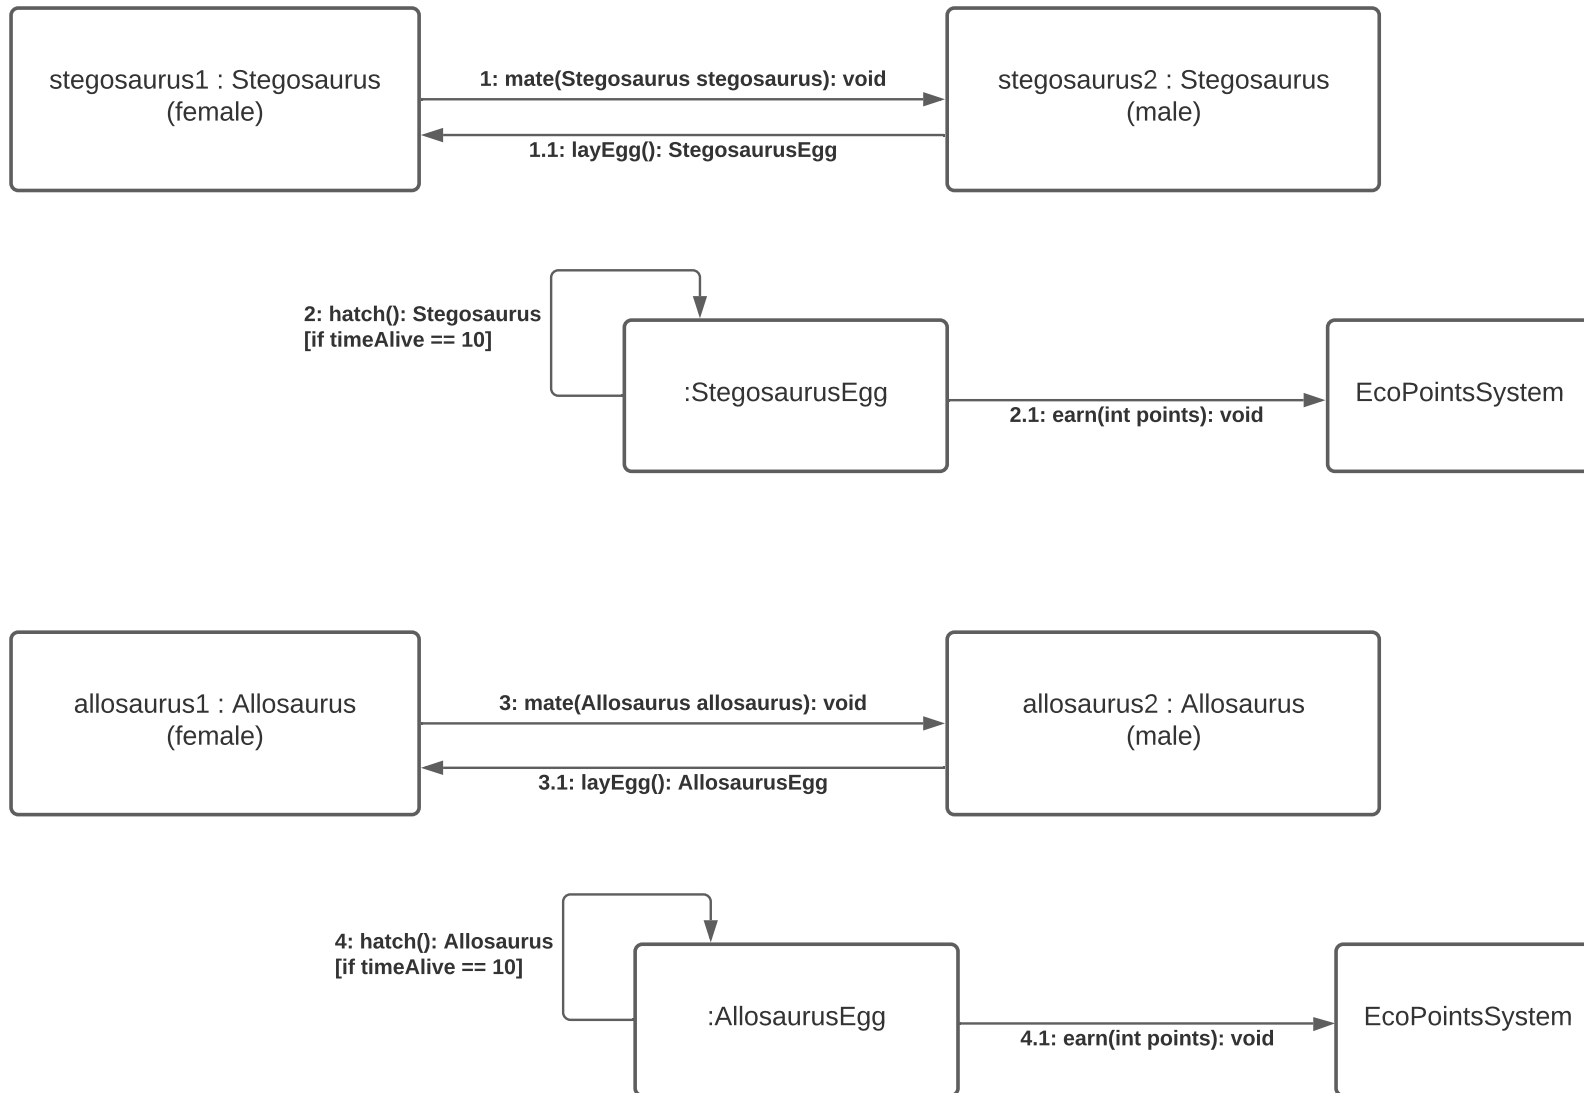 stegosaurus1 : Stegosaurus
(female)
1: mate(Stegosaurus stegosaurus): void
1.1: layEgg(): StegosaurusEgg
stegosaurus2 : Stegosaurus
(male)
2: hatch(): Stegosaurus
[if timeAlive == 10]
:StegosaurusEgg
2.1: earn(int points): void
EcoPointsSystem
allosaurus1 : Allosaurus
(female)
3: mate(Allosaurus allosaurus): void
3.1: layEgg(): AllosaurusEgg
allosaurus2 : Allosaurus
(male)
4: hatch(): Allosaurus
[if timeAlive == 10]
:AllosaurusEgg
4.1: earn(int points): void
EcoPointsSystem